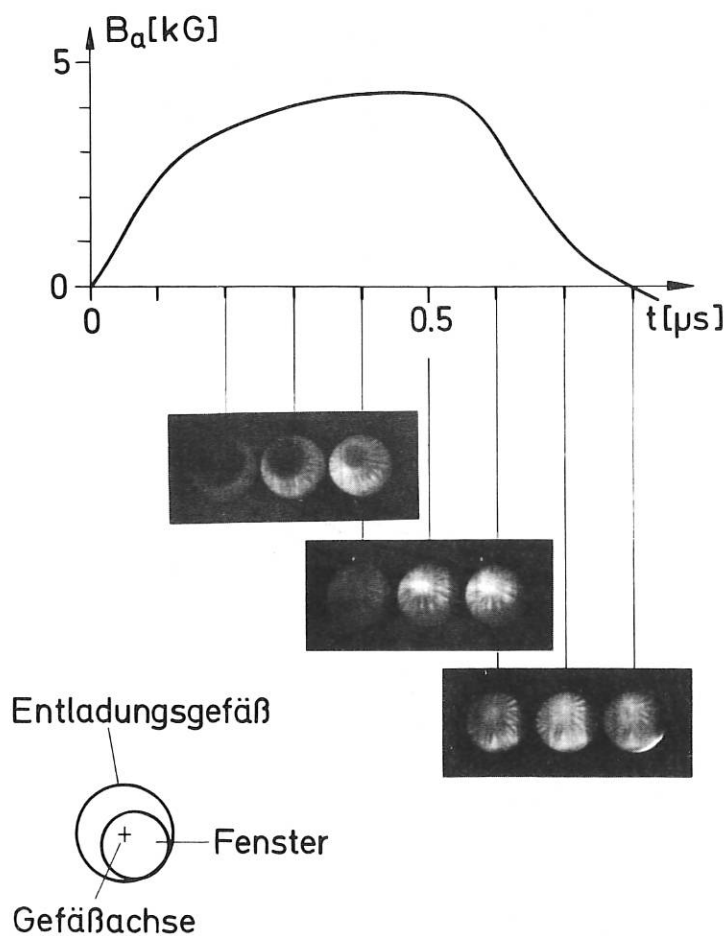 B_a [kG]
5
0
0
0.5
t [µs]
Entladungsgefäß
Fenster
Gefäßachse